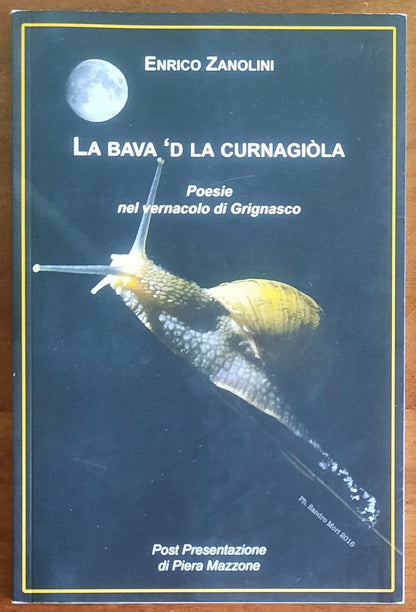 ENRICO ZANOLINI
LA BAVA ‘D LA CURNAGIÒLA
Poesie
nel vernacolo di Grignasco
Ph. Sandro Mori 2016
Post Presentazione
di Piera Mazzone